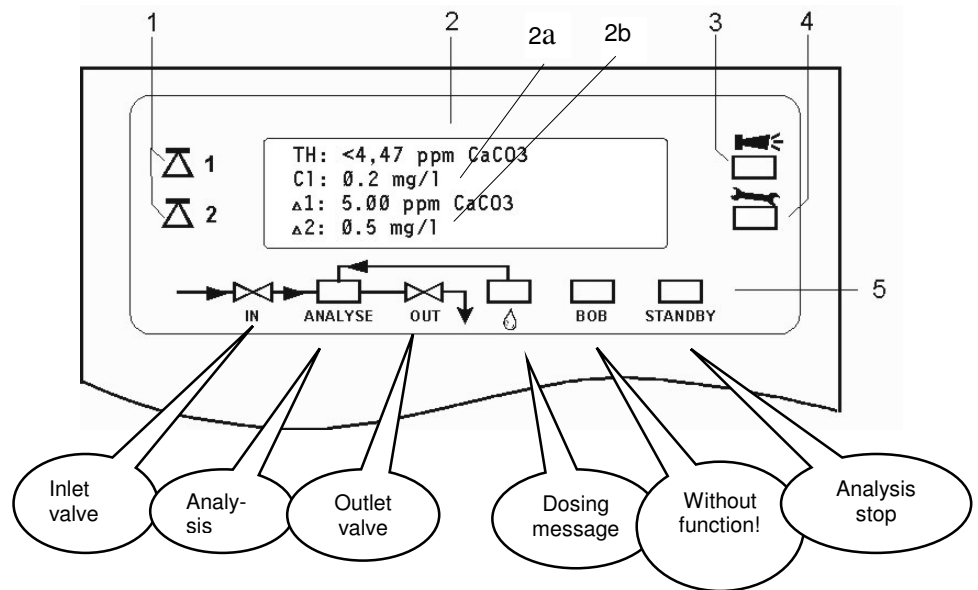 1
2
2a
2b
3
4
1
2
TH: <4,47 ppm CaCO3
Cl: 0.2 mg/l
▵1: 5.00 ppm CaCO3
▵2: 0.5 mg/l
5
IN
ANALYSE
OUT
BOB
STANDBY
Inlet
valve
Analy-
sis
Outlet
valve
Dosing
message
Without
function!
Analysis
stop